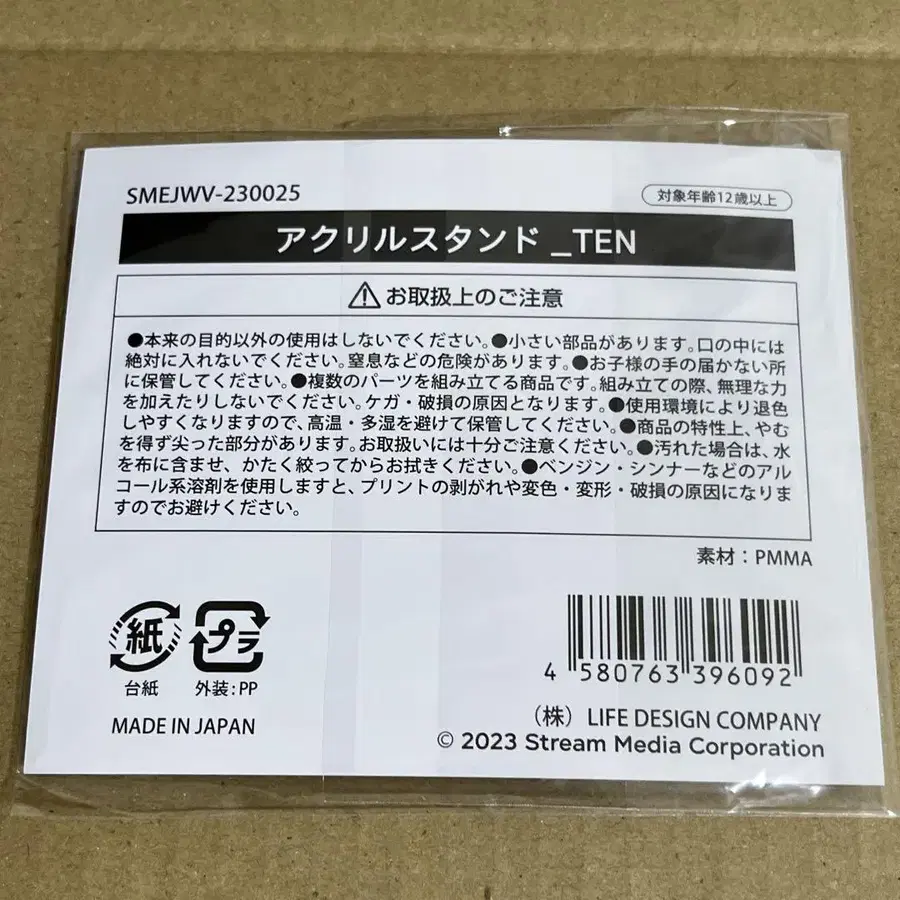 SMEJWV-230025
対象年齢12歳以上
アクリルスタンド _TEN
お取扱上のご注意
●本来の目的以外の使用はしないでください。●小さい部品があります。口の中には
絶対に入れないでください。窒息などの危険があります。●お子様の手の届かない所
に保管してください。●複数のパーツを組み立てる商品です。組み立ての際、無理な力
を加えたりしないでください。ケガ・破損の原因となります。●使用環境により退色
しやすくなりますので、高温・多湿を避けて保管してください。●商品の特性上、やむ
を得ず尖った部分があります。お取扱いには十分ご注意ください。●汚れた場合は、水
を布に含ませ、かたく絞ってからお拭きください。●ベンジン・シンナーなどのアル
コール系溶剤を使用しますと、プリントの剥がれや変色・変形・破損の原因になりま
すのでお避けください。
素材：PMMA
紙
プラ
台紙
外装：PP
4 580763 396092
MADE IN JAPAN
（株）LIFE DESIGN COMPANY
© 2023 Stream Media Corporation